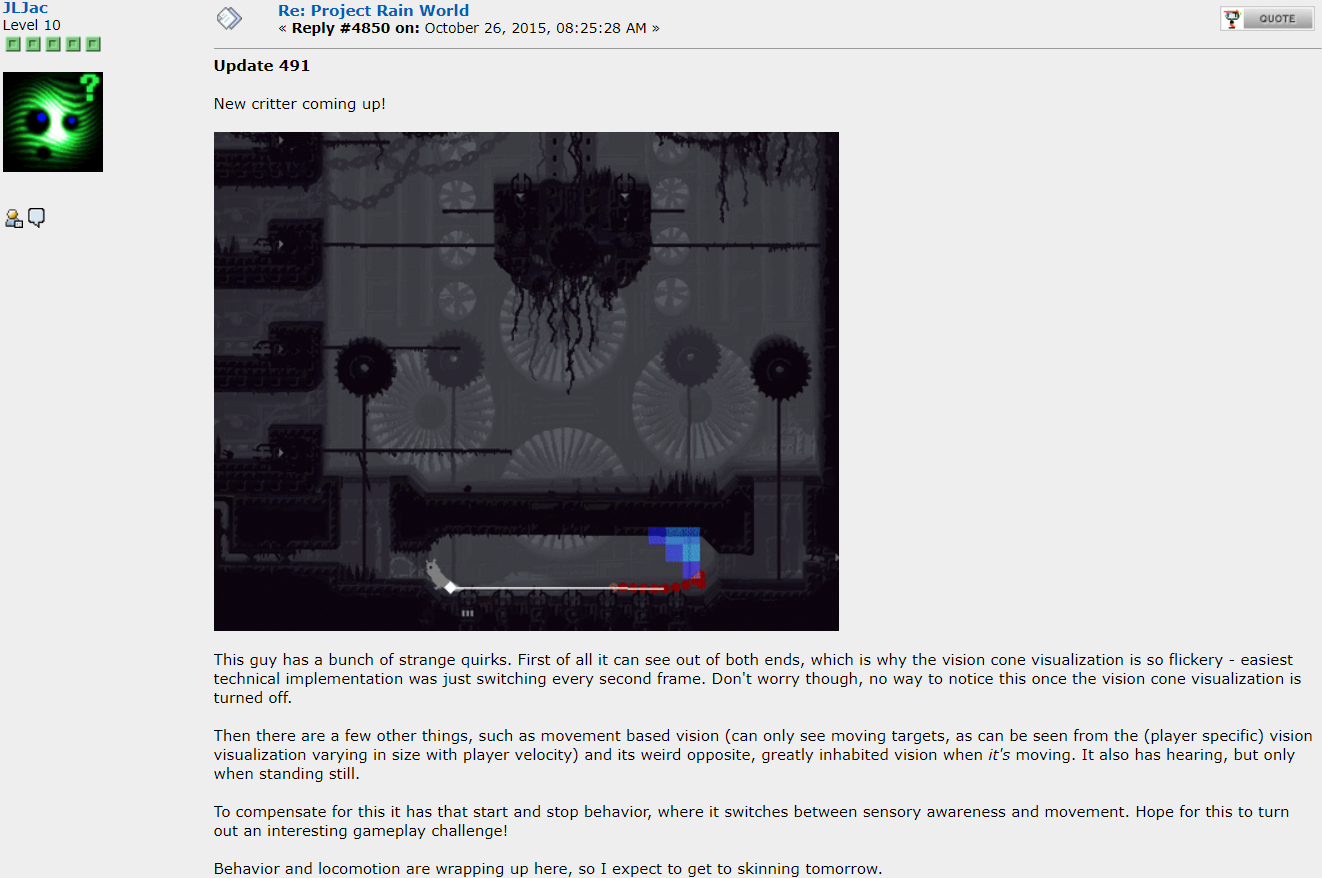 JLJac
Level 10
Re: Project Rain World
« Reply #4850 on: October 26, 2015, 08:25:28 AM »
QUOTE
Update 491
New critter coming up!
This guy has a bunch of strange quirks. First of all it can see out of both ends, which is why the vision cone visualization is so flickery - easiest
technical implementation was just switching every second frame. Don't worry though, no way to notice this once the vision cone visualization is
turned off.
Then there are a few other things, such as movement based vision (can only see moving targets, as can be seen from the (player specific) vision
visualization varying in size with player velocity) and its weird opposite, greatly inhabited vision when it's moving. It also has hearing, but only
when standing still.
To compensate for this it has that start and stop behavior, where it switches between sensory awareness and movement. Hope for this to turn
out an interesting gameplay challenge!
Behavior and locomotion are wrapping up here, so I expect to get to skinning tomorrow.